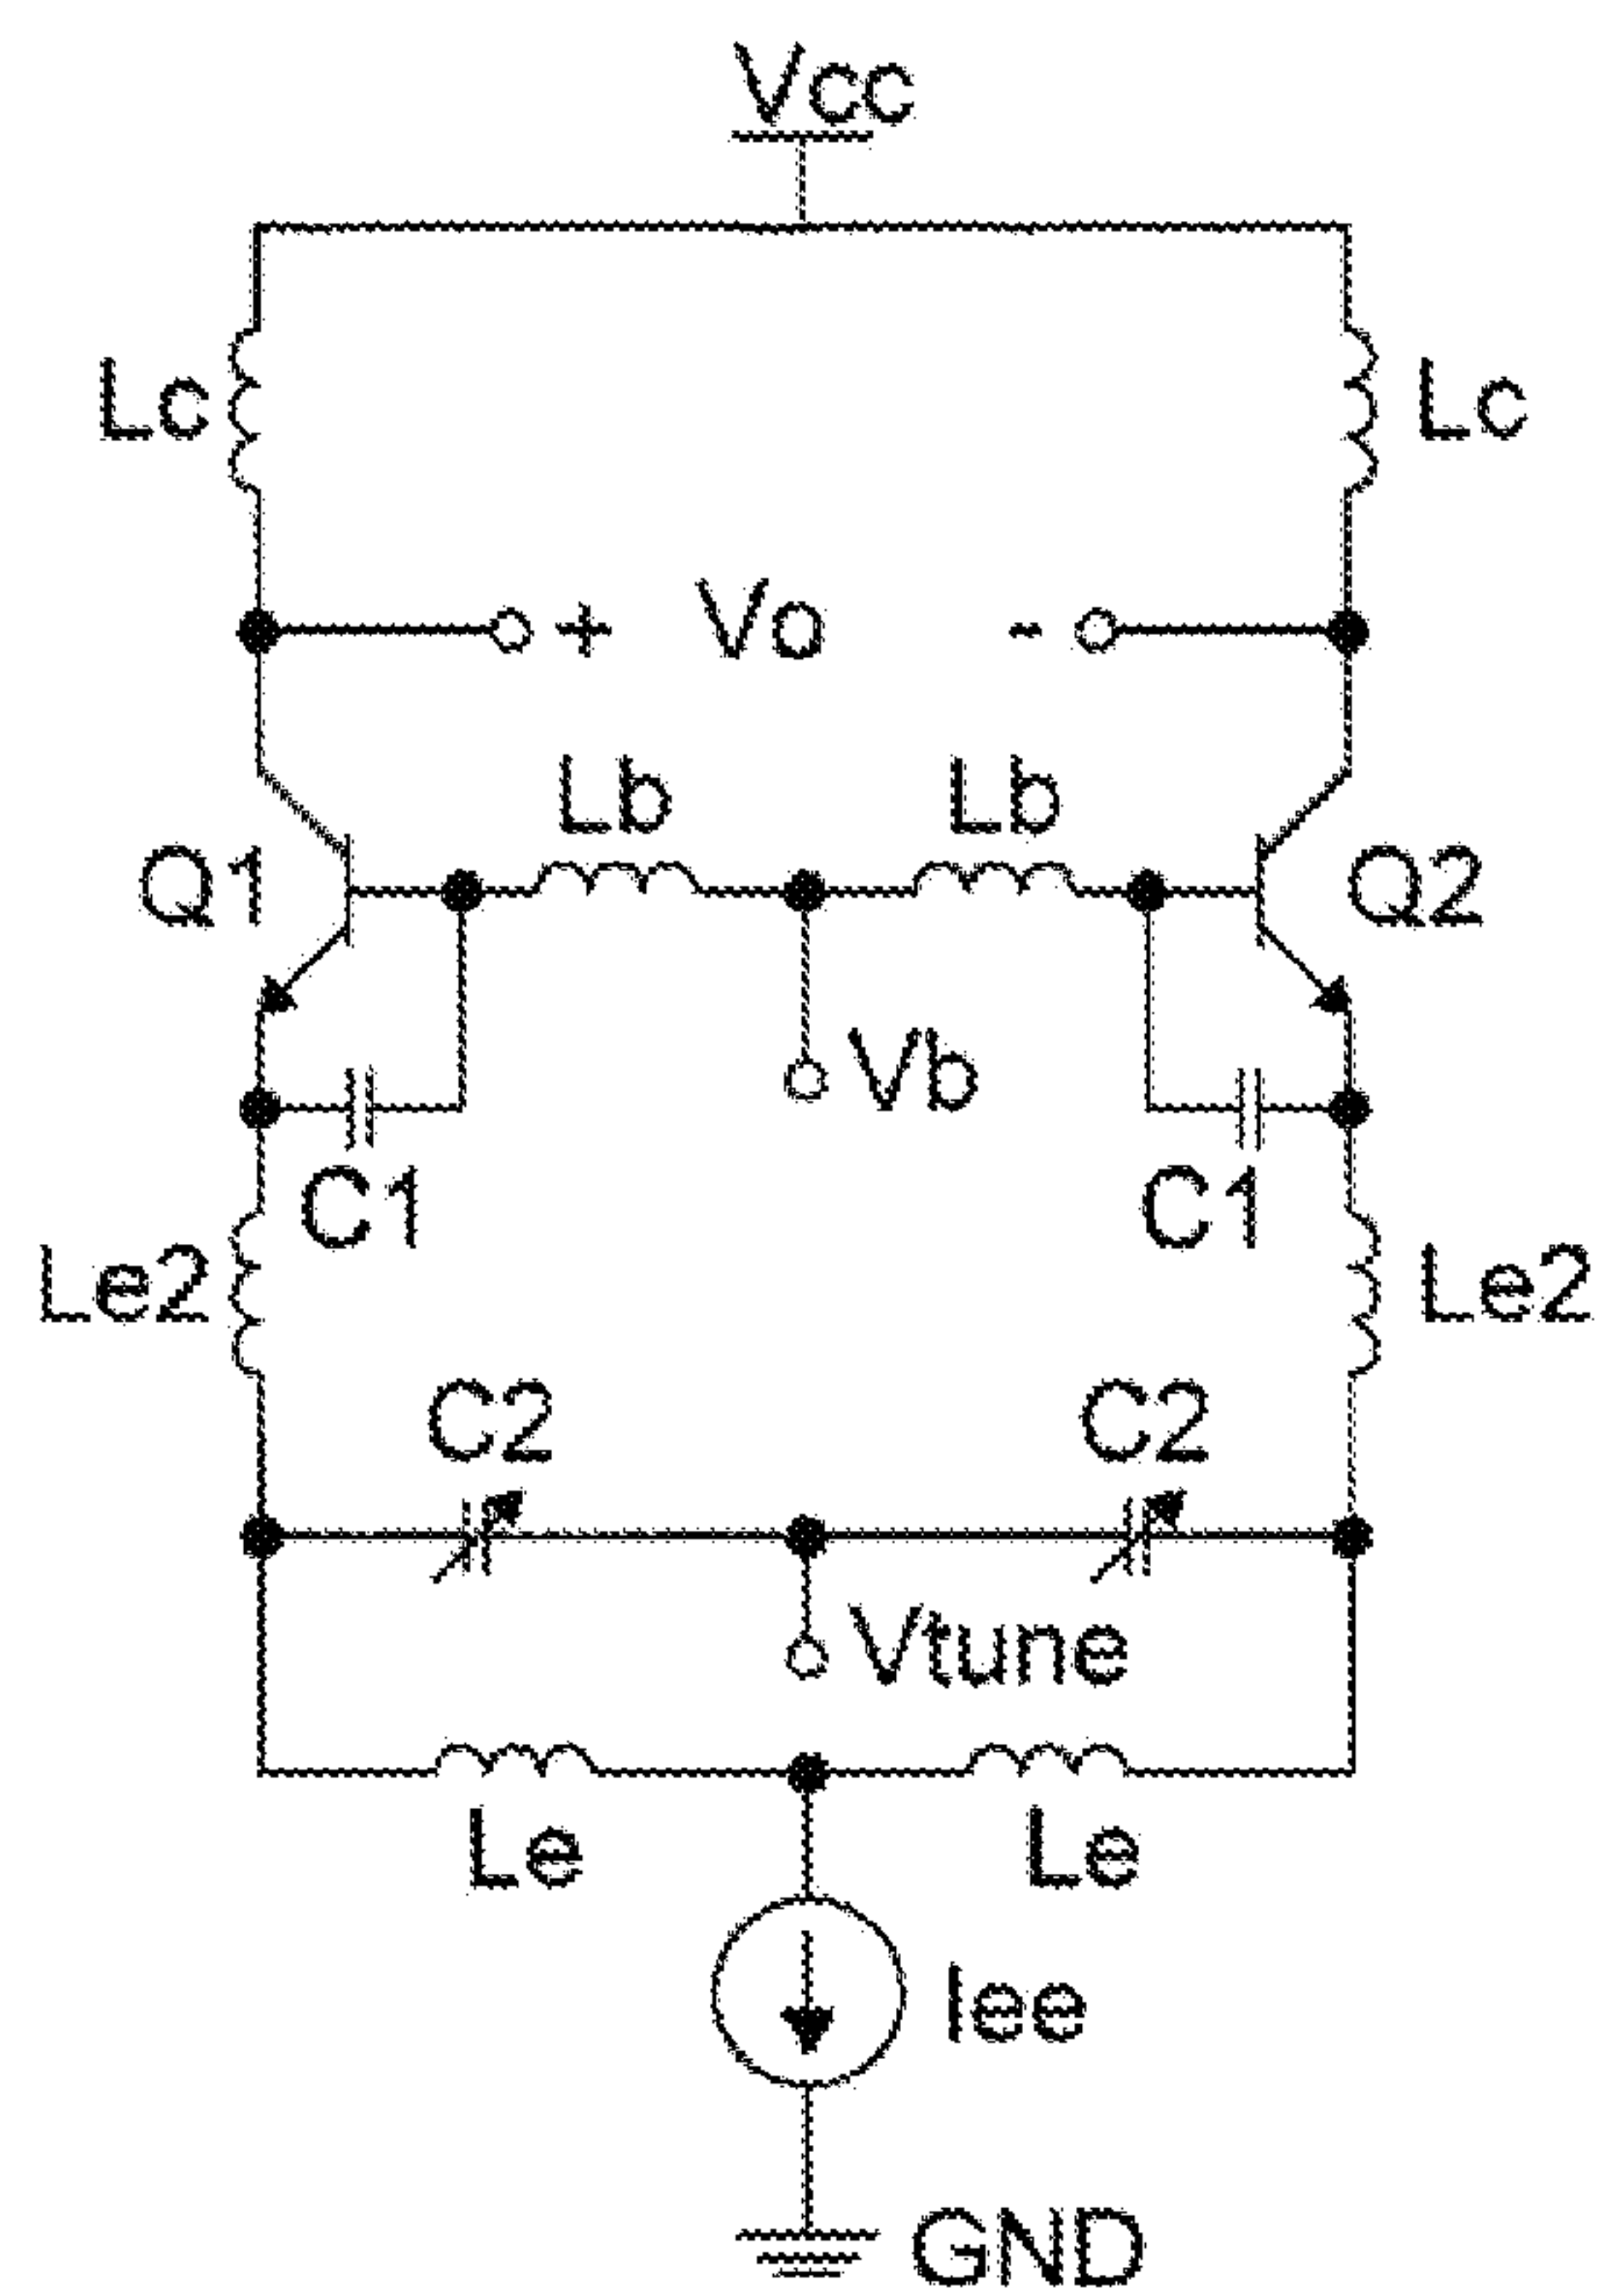 Vcc
Lc Lc
+ Vo -
Lb Lb
Q1 Q2
Vb
C1 C1
Le2 Le2
C2 C2
Vtune
Le Le
Iee
GND